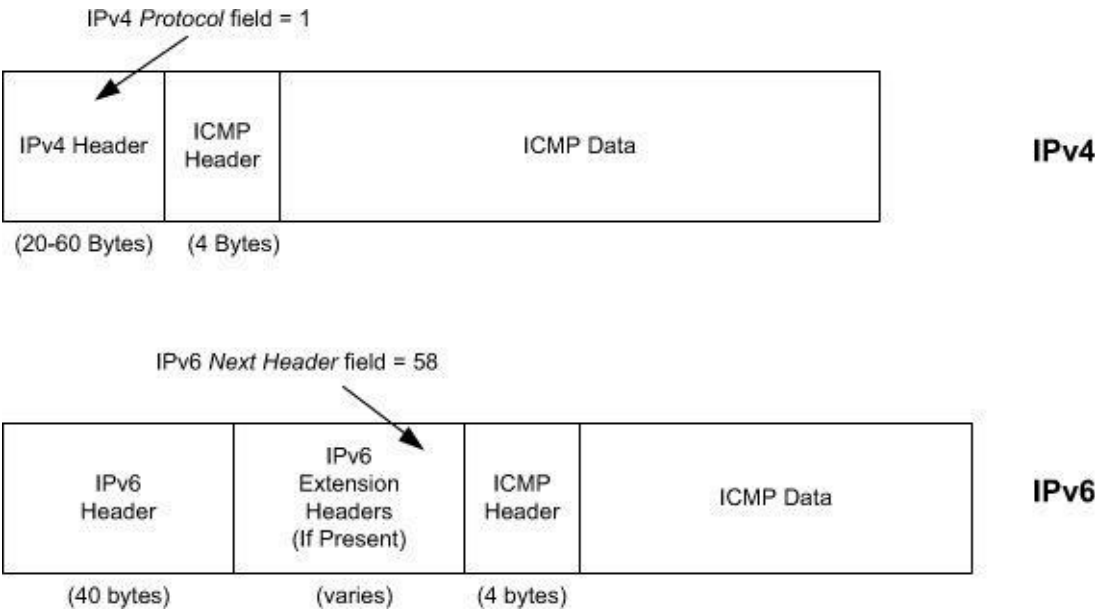 IPv4 Protocol field = 1
IPv4 Header
ICMP
Header
ICMP Data
IPv4
(20-60 Bytes)
(4 Bytes)
IPv6 Next Header field = 58
IPv6
Header
IPv6
Extension
Headers
(If Present)
ICMP
Header
ICMP Data
IPv6
(40 bytes)
(varies)
(4 bytes)